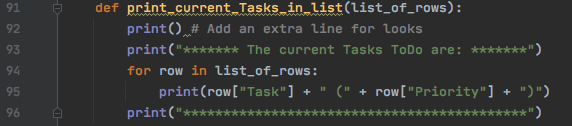 91 def print_current_Tasks_in_list(list_of_rows):
92 print() # Add an extra line for looks
93 print("******* The current Tasks ToDo are: *******")
94 for row in list_of_rows:
95 print(row["Task"] + " (" + row["Priority"] + ")")
96 print("*******************************************")